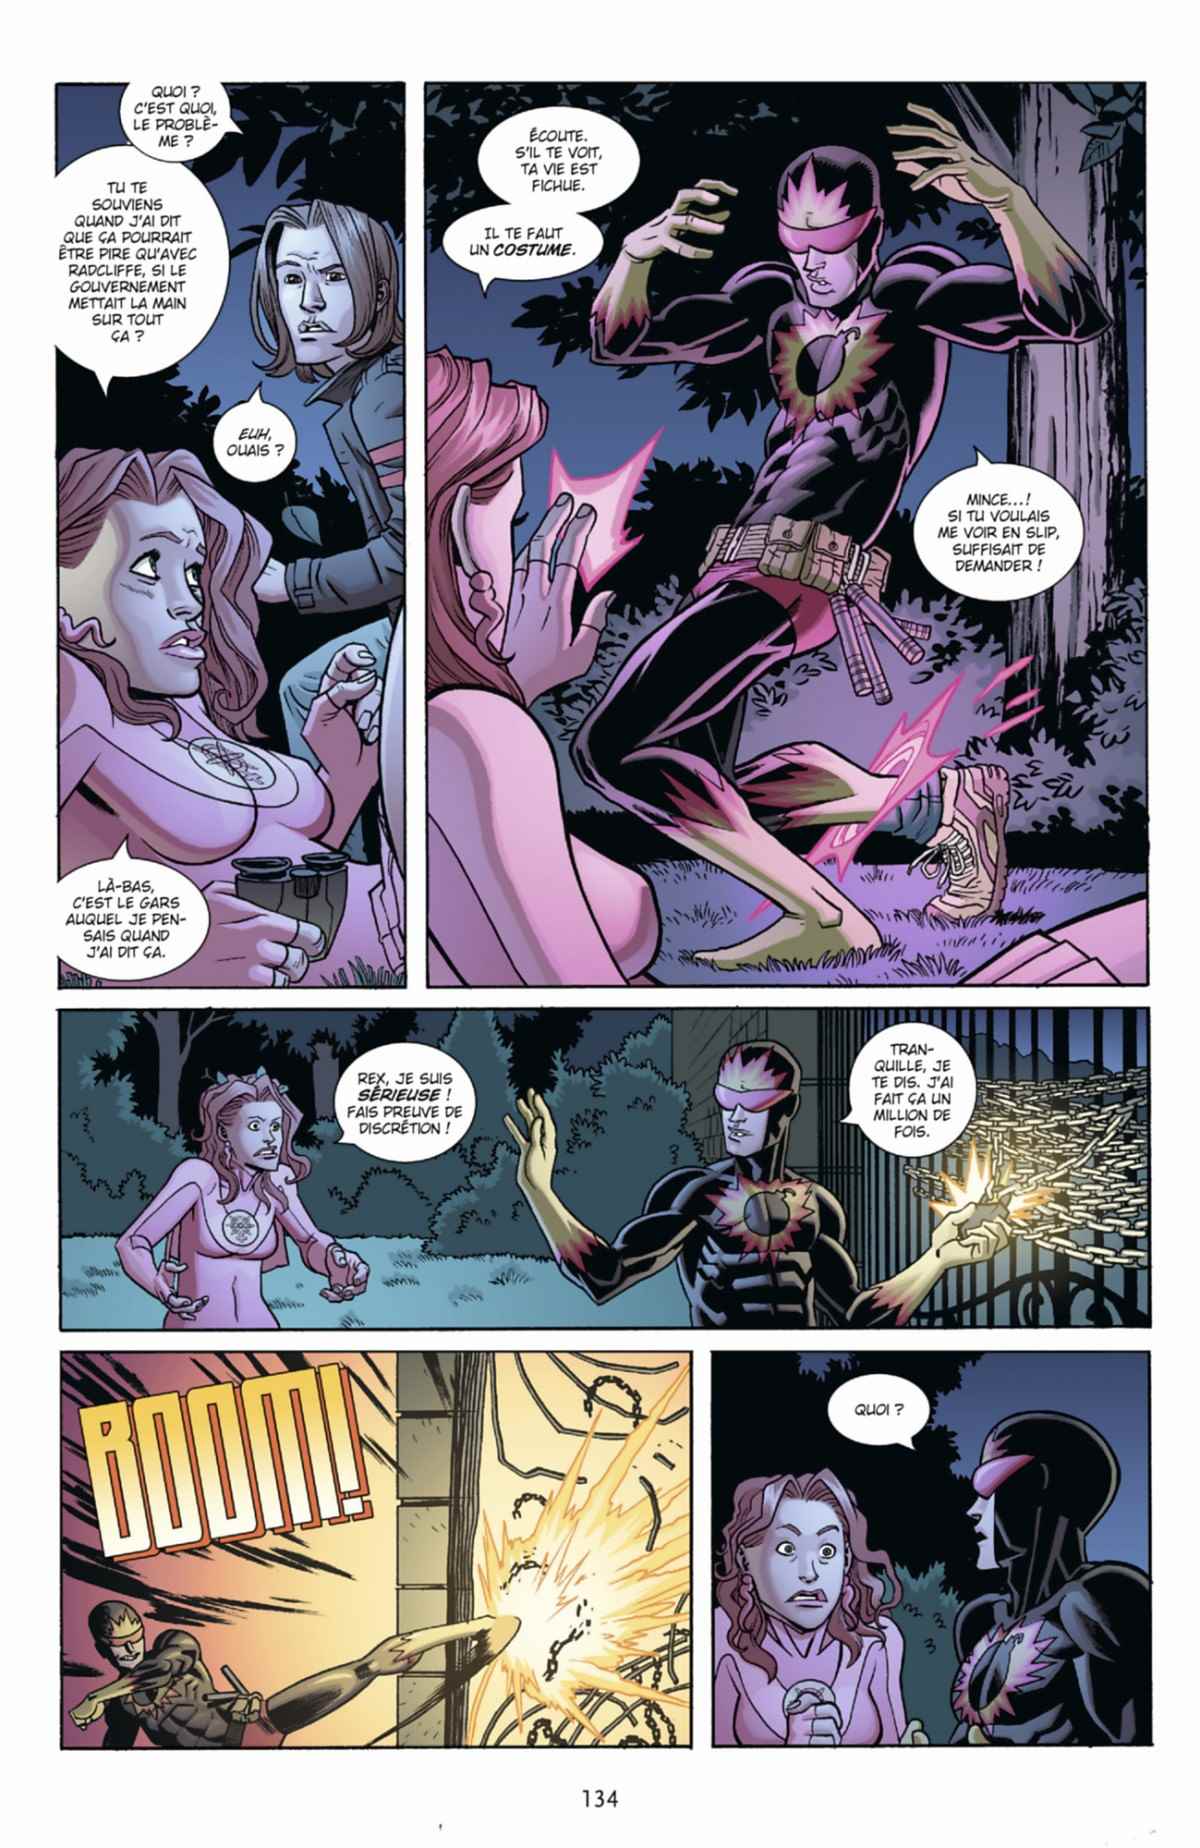 QUOI ?
C'EST QUOI,
LE PROBLÈ-
ME ?
TU TE
SOUVIENS
QUAND J'AI DIT
QUE ÇA POURRAIT
ÊTRE PIRE QU'AVEC
RADCLIFFE, SI LE
GOUVERNEMENT
METTAIT LA MAIN
SUR TOUT
ÇA ?
EUH,
OUAIS ?
LÀ-BAS,
C'EST LE GARS
AUQUEL JE PEN-
SAIS QUAND
J'AI DIT ÇA.
ÉCOUTE.
S'IL TE VOIT,
TA VIE EST
FICHUE.
IL TE FAUT
UN COSTUME.
MINCE...!
SI TU VOULAIS
ME VOIR EN SLIP,
SUFFISAIT DE
DEMANDER !
REX, JE SUIS
SÉRIEUSE !
FAIS PREUVE DE
DISCRÉTION !
TRAN-
QUILLE, JE
TE DIS. J'AI
FAIT ÇA UN
MILLION DE
FOIS.
BOOM!
QUOI ?
134